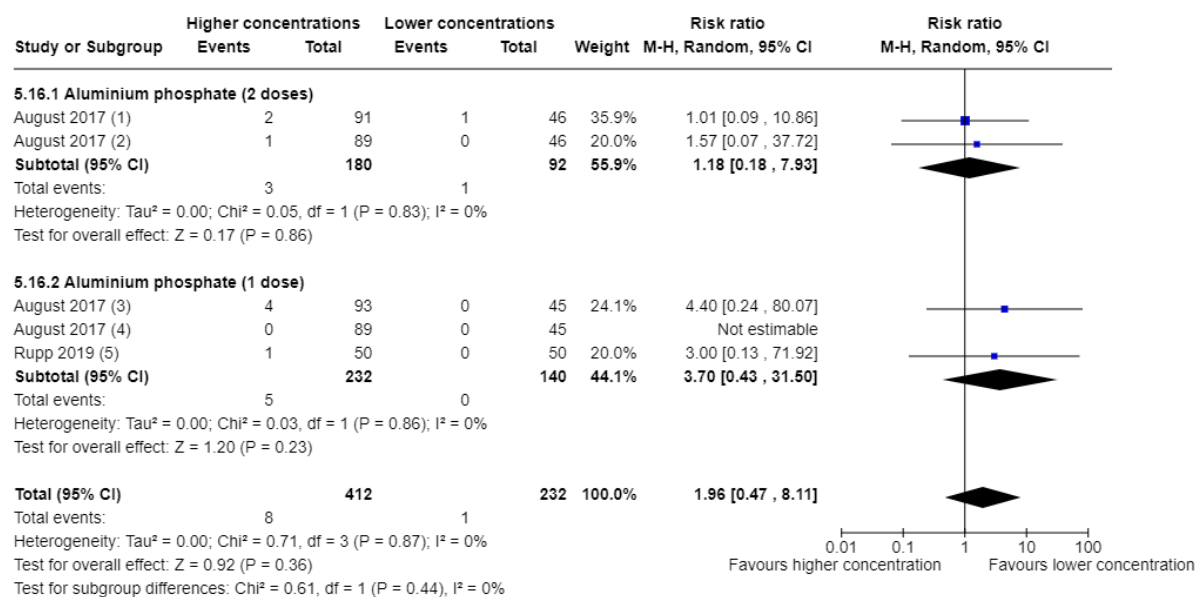 Higher concentrations Lower concentrations Risk ratio Risk ratio
Study or Subgroup Events Total Events Total Weight M-H, Random, 95% CI M-H, Random, 95% CI
5.16.1 Aluminium phosphate (2 doses)
August 2017 (1) 2 91 1 46 35.9% 1.01 [0.09 , 10.86]
August 2017 (2) 1 89 0 46 20.0% 1.57 [0.07 , 37.72]
Subtotal (95% CI) 180 92 55.9% 1.18 [0.18 , 7.93]
Total events: 3 1
Heterogeneity: Tau² = 0.00; Chi² = 0.05, df = 1 (P = 0.83); I² = 0%
Test for overall effect: Z = 0.17 (P = 0.86)
5.16.2 Aluminium phosphate (1 dose)
August 2017 (3) 4 93 0 45 24.1% 4.40 [0.24 , 80.07]
August 2017 (4) 0 89 0 45 Not estimable
Rupp 2019 (5) 1 50 0 50 20.0% 3.00 [0.13 , 71.92]
Subtotal (95% CI) 232 140 44.1% 3.70 [0.43 , 31.50]
Total events: 5 0
Heterogeneity: Tau² = 0.00; Chi² = 0.03, df = 1 (P = 0.86); I² = 0%
Test for overall effect: Z = 1.20 (P = 0.23)
Total (95% CI) 412 232 100.0% 1.96 [0.47 , 8.11]
Total events: 8 1
Heterogeneity: Tau² = 0.00; Chi² = 0.71, df = 3 (P = 0.87); I² = 0%
Test for overall effect: Z = 0.92 (P = 0.36)
Test for subgroup differences: Chi² = 0.61, df = 1 (P = 0.44), I² = 0%
0.01 0.1 1 10 100
Favours higher concentration Favours lower concentration